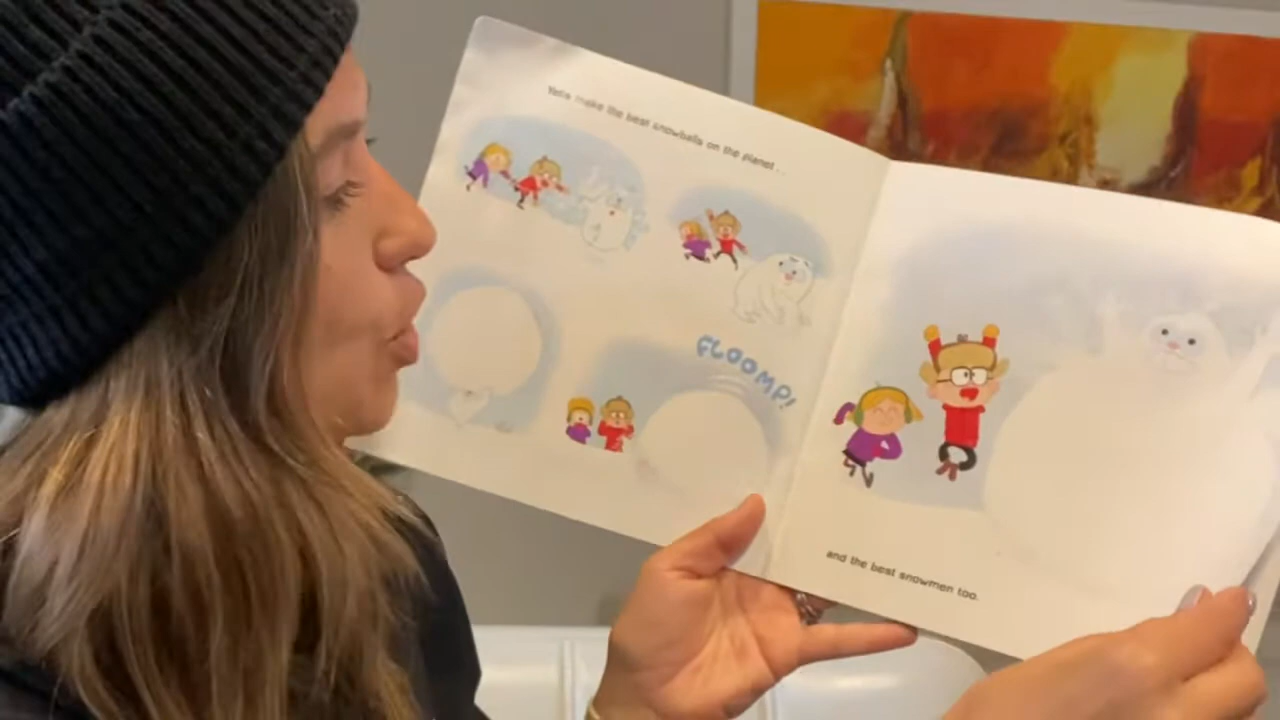 Yetis make the best snowballs on the planet...
FLOOMP!
and the best snowmen too.